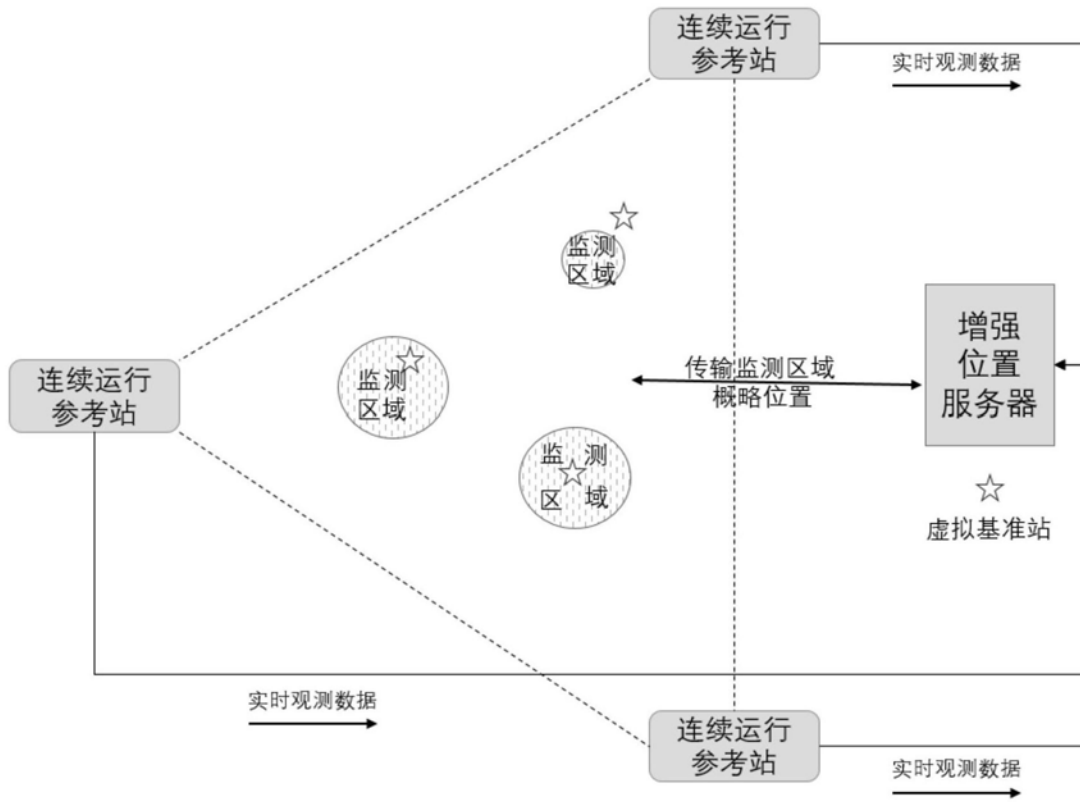 连续运行
参考站
实时观测数据
监测
区域
增强
位置
服务器
传输监测区域
概略位置
连续运行
参考站
监测
区域
监 测
区 域
虚拟基准站
实时观测数据
连续运行
参考站
实时观测数据